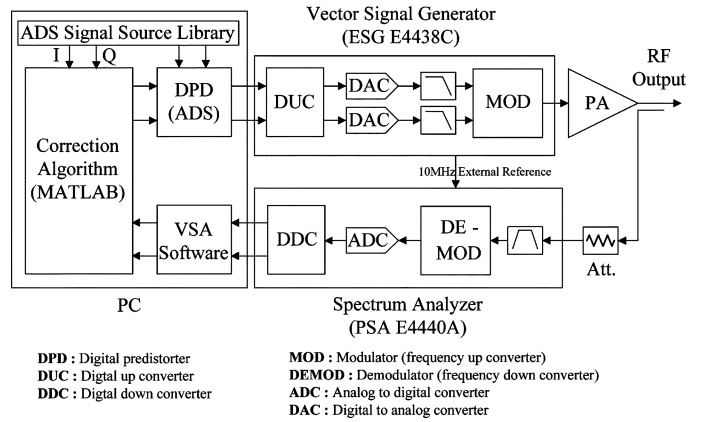 Vector Signal Generator
(ESG E4438C)
ADS Signal Source Library
I
Q
DPD
(ADS)
DUC
DAC
DAC
MOD
PA
RF
Output
Correction
Algorithm
(MATLAB)
10MHz External Reference
VSA
Software
DDC
ADC
DE -
MOD
Att.
PC
Spectrum Analyzer
(PSA E4440A)
DPD : Digital predistorter
DUC : Digtal up converter
DDC : Digtal down converter
MOD : Modulator (frequency up converter)
DEMOD : Demodulator (frequency down converter)
ADC : Analog to digital converter
DAC : Digital to analog converter